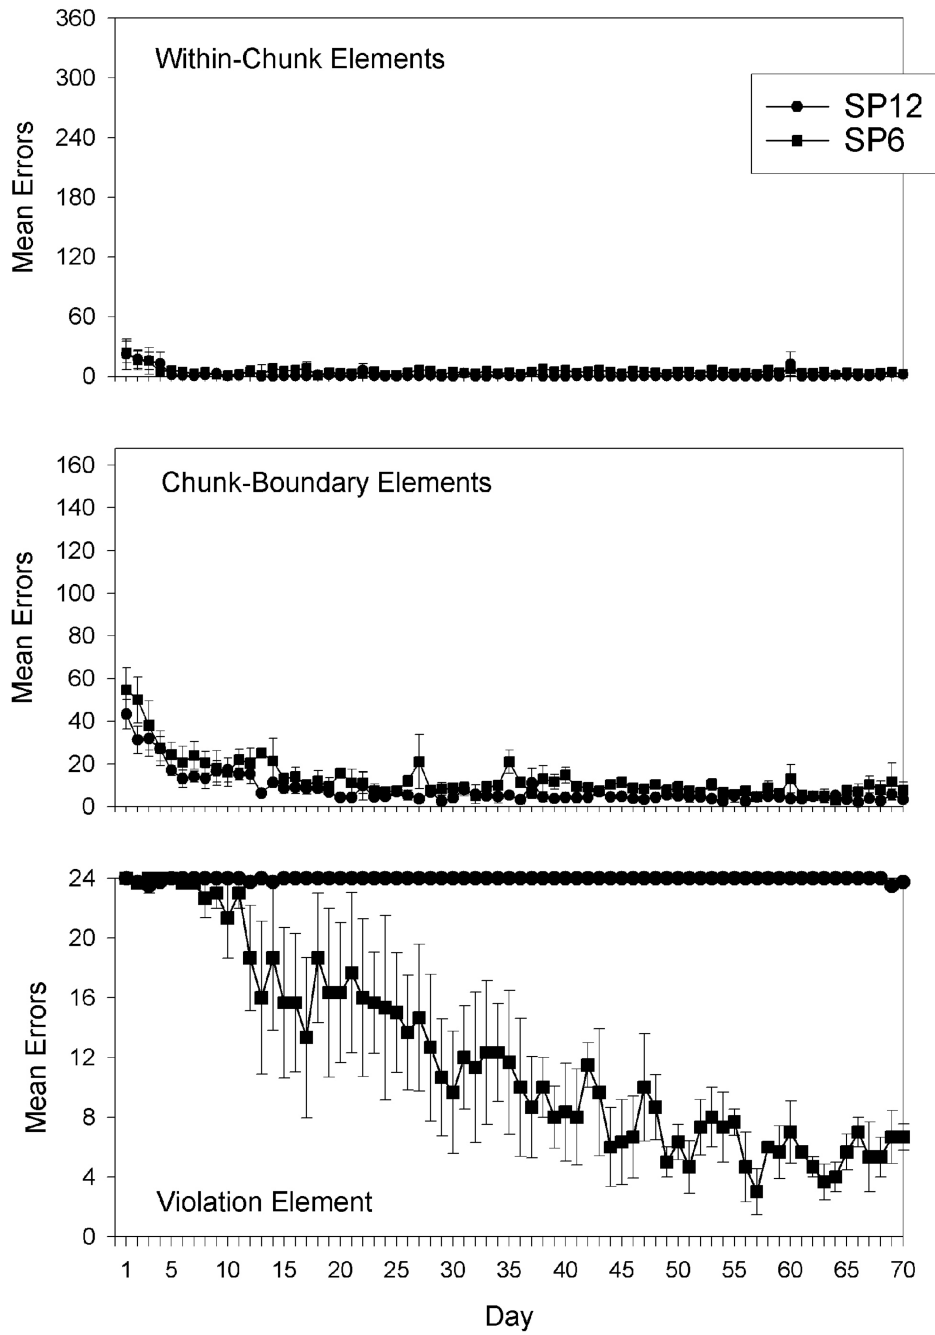 360
Within-Chunk Elements
300
SP12
SP6
240
180
120
60
0
Mean Errors
160
Chunk-Boundary Elements
140
120
100
80
60
40
20
0
Mean Errors
24
20
16
12
8
4
0
Mean Errors
Violation Element
1 5 10 15 20 25 30 35 40 45 50 55 60 65 70
Day